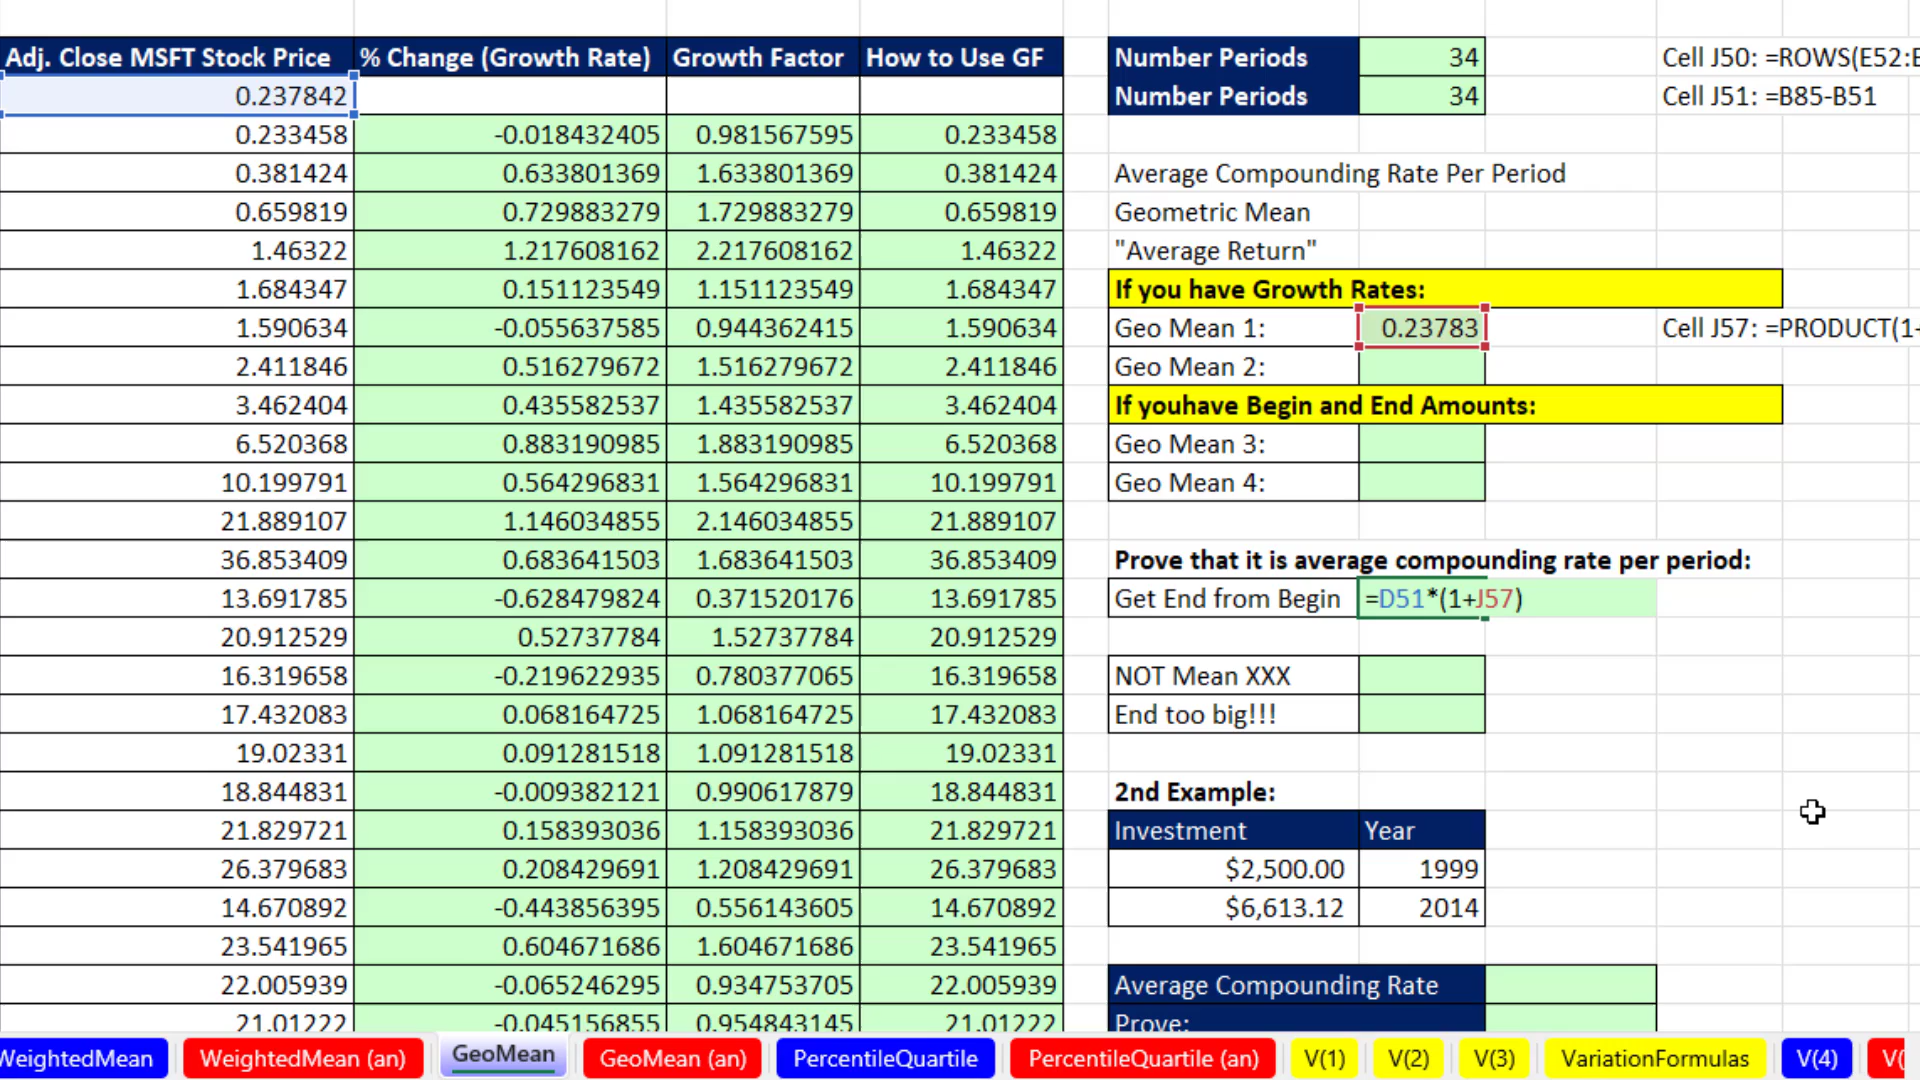 Adj. Close MSFT Stock Price % Change (Growth Rate) Growth Factor How to Use GF
0.237842
0.233458 -0.018432405 0.981567595 0.233458
0.381424 0.633801369 1.633801369 0.381424
0.659819 0.729883279 1.729883279 0.659819
1.46322 1.217608162 2.217608162 1.46322
1.684347 0.151123549 1.151123549 1.684347
1.590634 -0.055637585 0.944362415 1.590634
2.411846 0.516279672 1.516279672 2.411846
3.462404 0.435582537 1.435582537 3.462404
6.520368 0.883190985 1.883190985 6.520368
10.199791 0.564296831 1.564296831 10.199791
21.889107 1.146034855 2.146034855 21.889107
36.853409 0.683641503 1.683641503 36.853409
13.691785 -0.628479824 0.371520176 13.691785
20.912529 0.52737784 1.52737784 20.912529
16.319658 -0.219622935 0.780377065 16.319658
17.432083 0.068164725 1.068164725 17.432083
19.02331 0.091281518 1.091281518 19.02331
18.844831 -0.009382121 0.990617879 18.844831
21.829721 0.158393036 1.158393036 21.829721
26.379683 0.208429691 1.208429691 26.379683
14.670892 -0.443856395 0.556143605 14.670892
23.541965 0.604671686 1.604671686 23.541965
22.005939 -0.065246295 0.934753705 22.005939
21.01222 -0.045156855 0.954843145 21.01222
Number Periods 34 Cell J50: =ROWS(E52:E
Number Periods 34 Cell J51: =B85-B51
Average Compounding Rate Per Period
Geometric Mean
"Average Return"
If you have Growth Rates:
Geo Mean 1: 0.23783 Cell J57: =PRODUCT(1+
Geo Mean 2:
If youhave Begin and End Amounts:
Geo Mean 3:
Geo Mean 4:
Prove that it is average compounding rate per period:
Get End from Begin =D51*(1+J57)
NOT Mean XXX
End too big!!!
2nd Example:
Investment Year
$2,500.00 1999
$6,613.12 2014
Average Compounding Rate
Prove:
WeightedMean WeightedMean (an) GeoMean GeoMean (an) PercentileQuartile PercentileQuartile (an) V(1) V(2) V(3) VariationFormulas V(4) V(